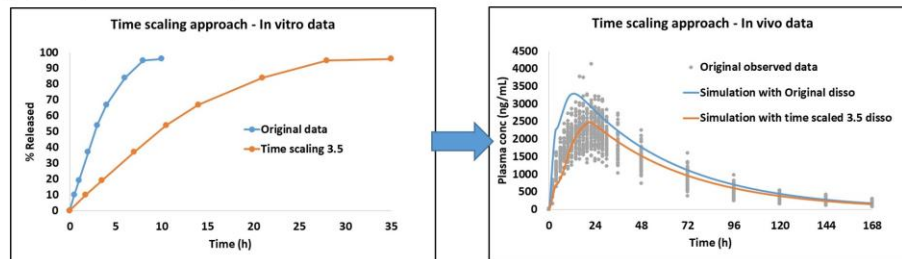 Time scaling approach - In vitro data
100
90
80
70
60
50
40
30
20
10
0
% Released
Original data
Time scaling 3.5
0 5 10 15 20 25 30 35
Time (h)
Time scaling approach - In vivo data
4500
4000
3500
3000
2500
2000
1500
1000
500
0
Plasma conc (ng/mL)
Original observed data
Simulation with Original disso
Simulation with time scaled 3.5 disso
0 24 48 72 96 120 144 168
Time (h)